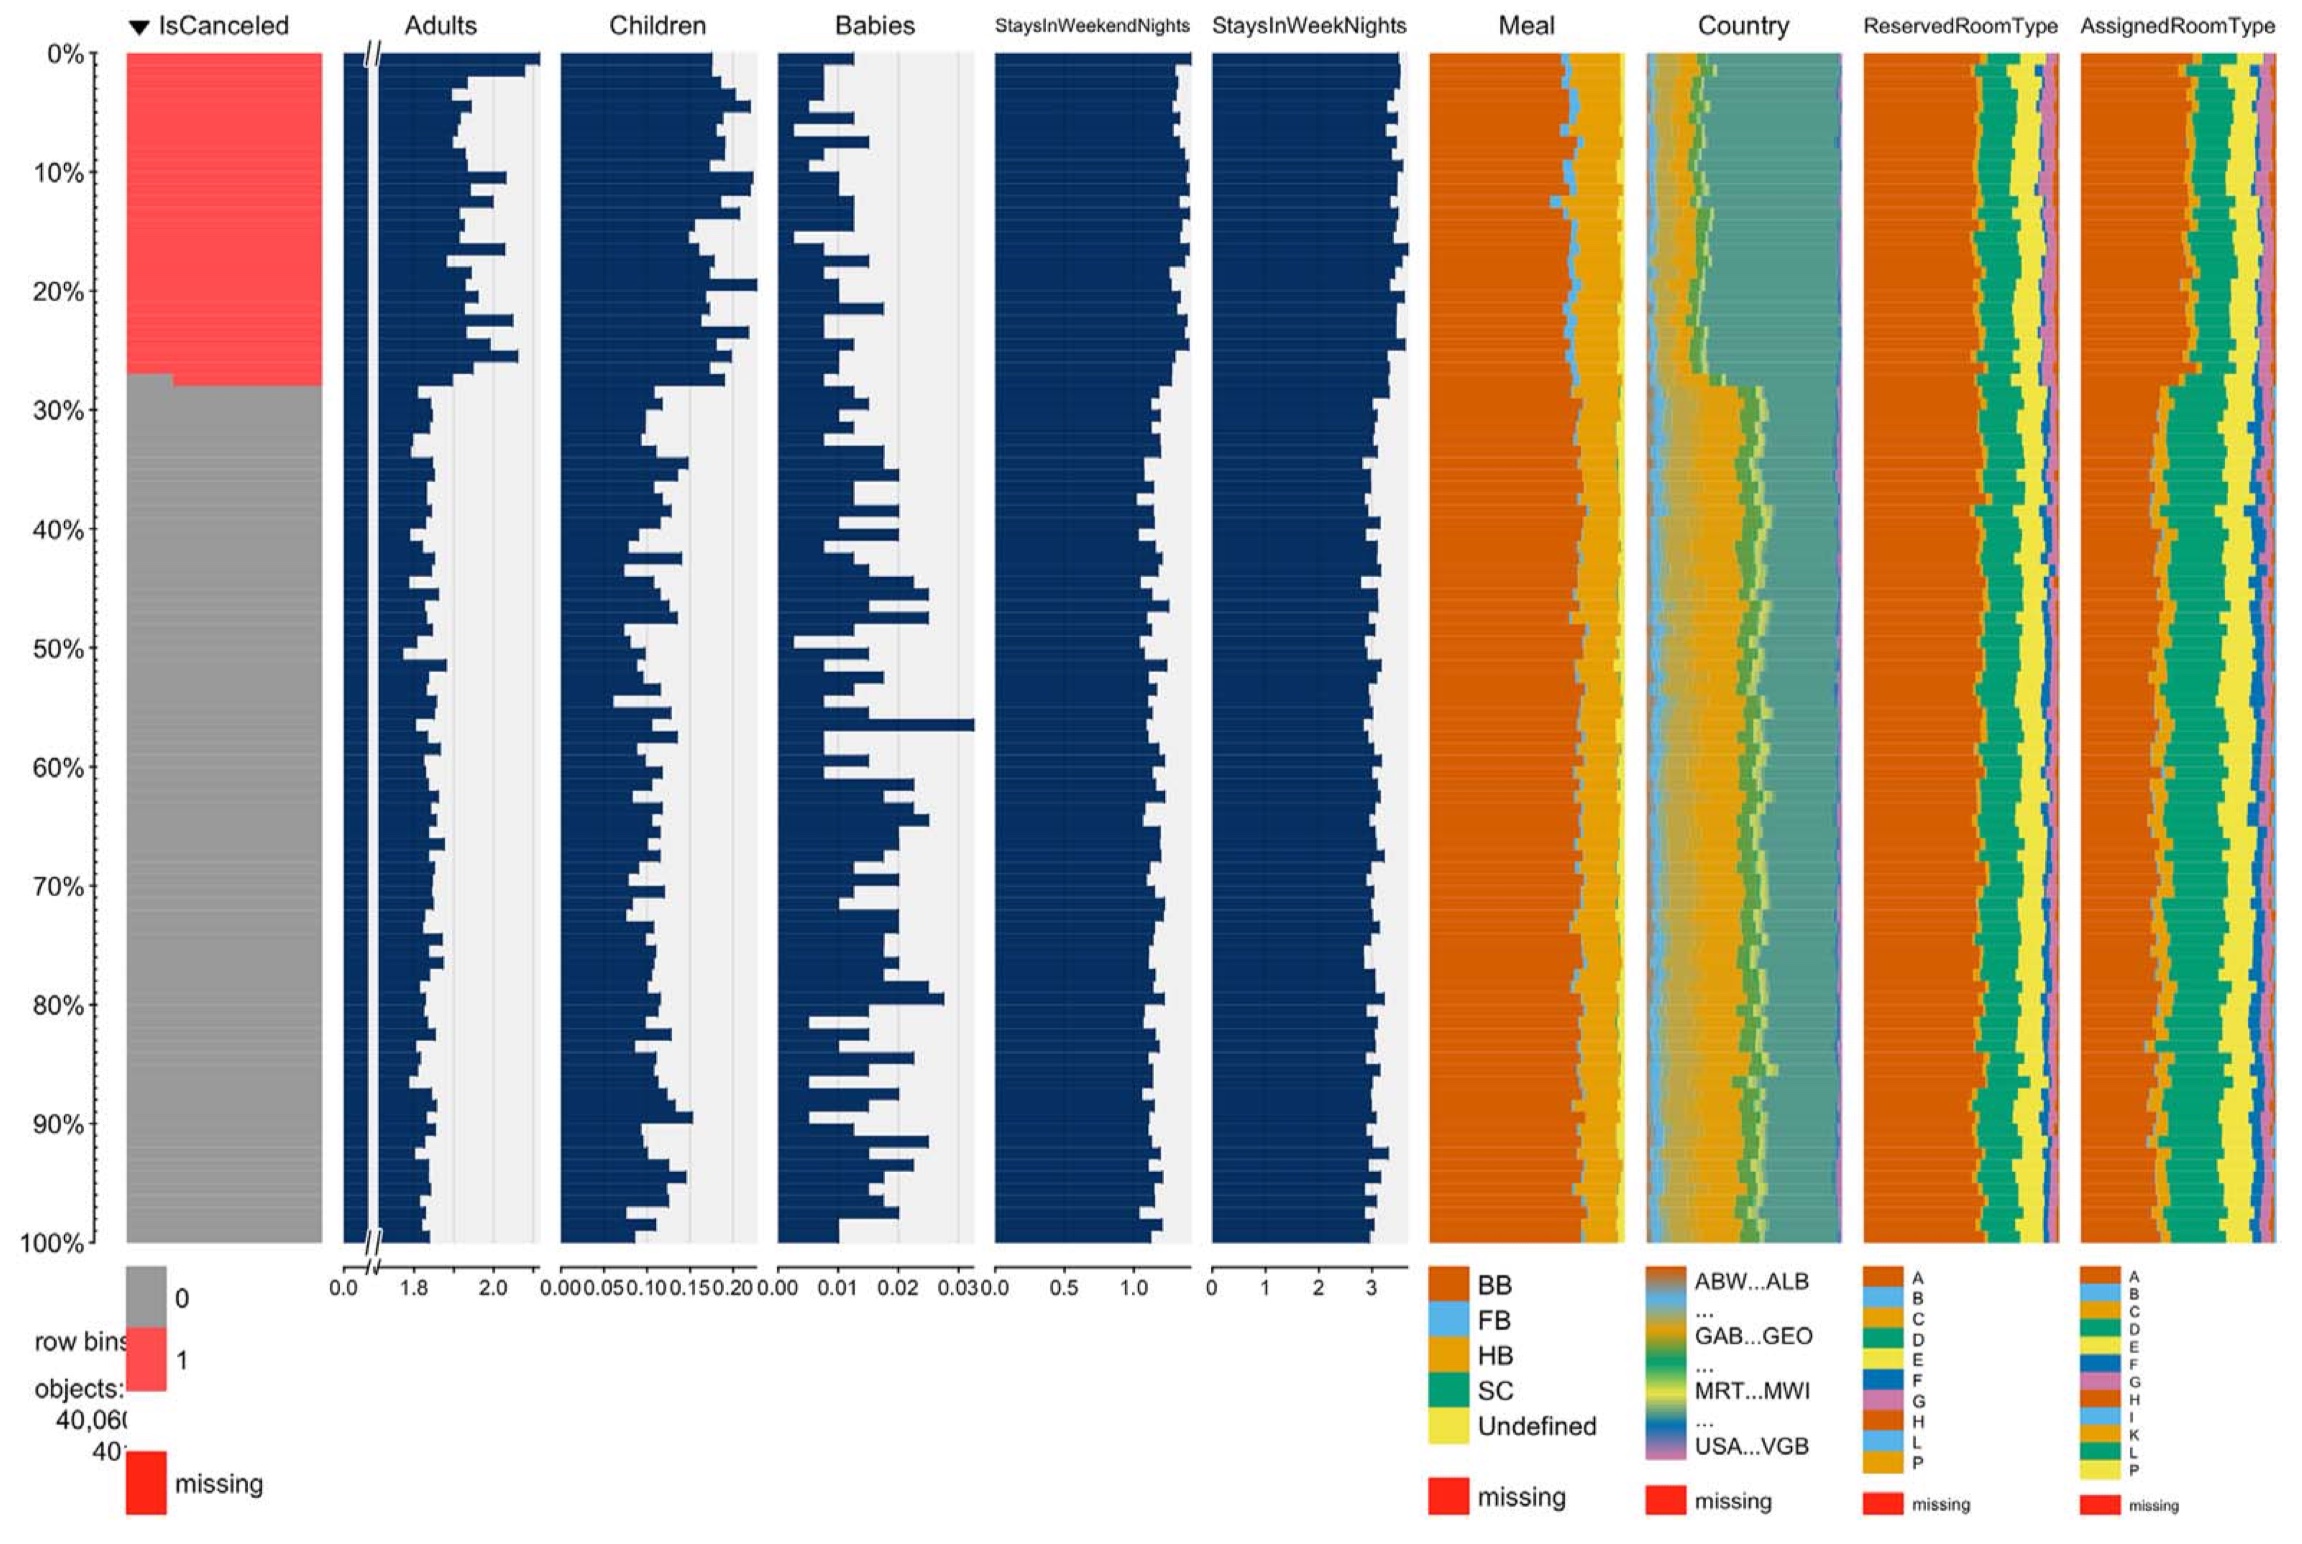 ▼ IsCanceled Adults Children Babies StaysInWeekendNights StaysInWeekNights Meal Country ReservedRoomType AssignedRoomType
0%
10%
20%
30%
40%
50%
60%
70%
80%
90%
100%
0.0 1.8 2.0 0.00 0.05 0.10 0.15 0.20 0.00 0.01 0.02 0.03 0.0 0.5 1.0 0 1 2 3
0
1
missing
row bins
objects:
40,06
40
BB
FB
HB
SC
Undefined
missing
ABW...ALB
...
GAB...GEO
...
MRT...MWI
...
USA...VGB
missing
A
B
C
D
E
F
G
H
L
P
missing
A
B
C
D
E
F
G
H
I
K
L
P
missing